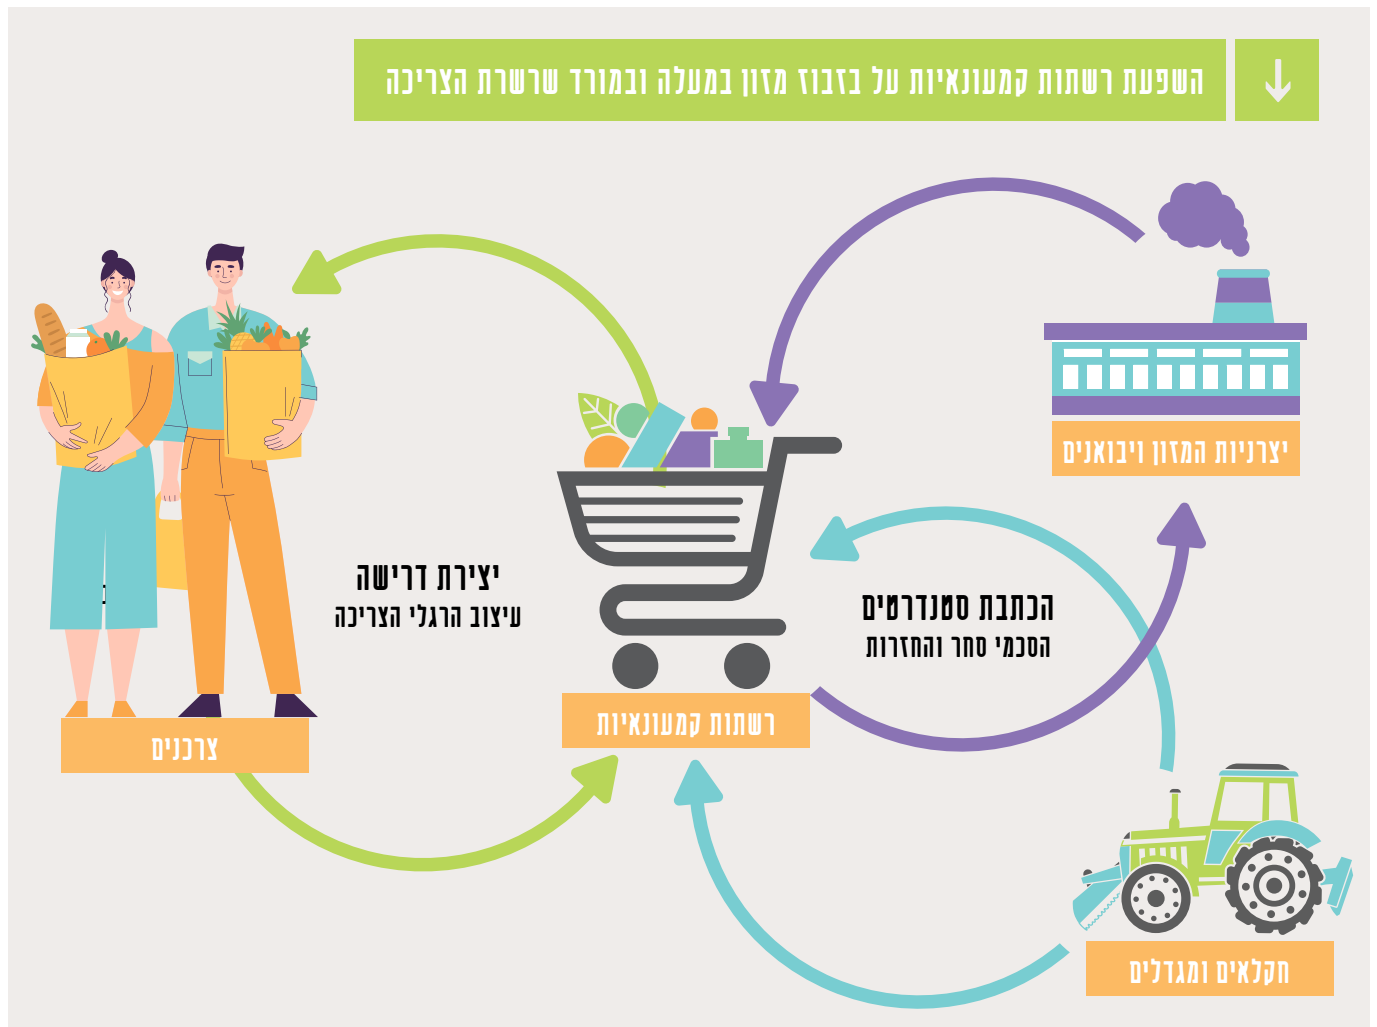 השפעת רשתות קמעונאיות על בזבוז מזון במעלה ובמורד שרשרת הצריכה
יצרניות המזון ויבואנים
הכתבת סטנדרטים
הסכמי סחר והחזרות
יצירת דרישה
עיצוב הרגלי הצריכה
רשתות קמעונאיות
צרכנים
חקלאים ומגדלים